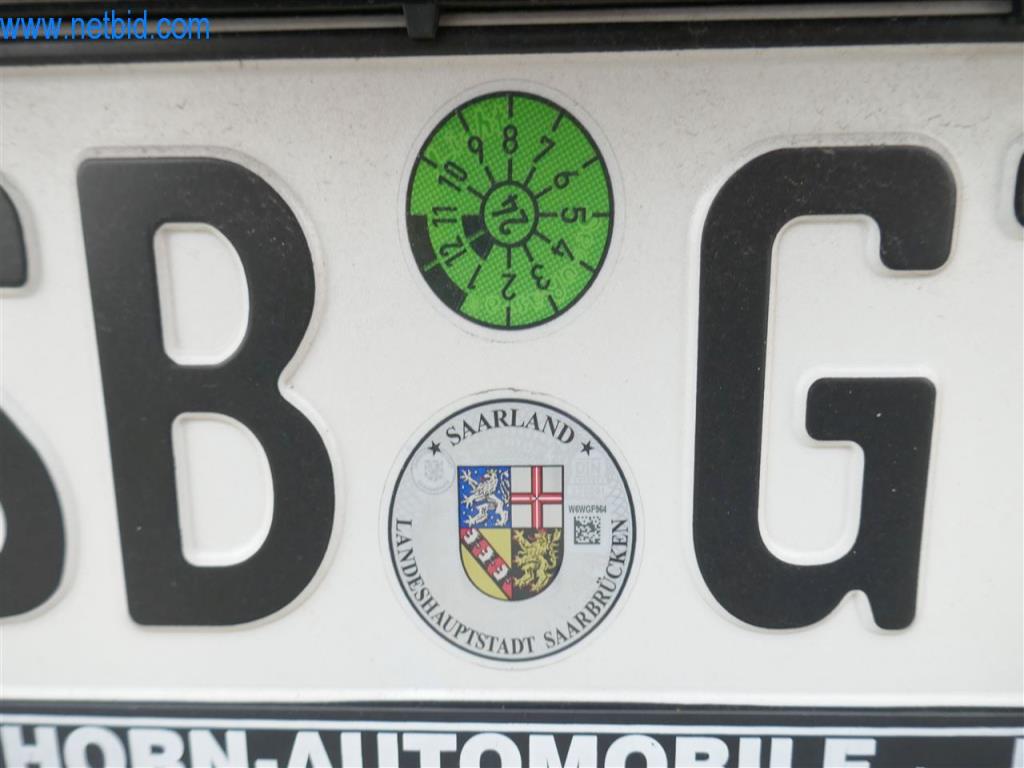 www.netbid.com
SB G
8 7 6 5 4 3 2 1 12 11 10 9
24
SAARLAND
W6WGF964
LANDESHAUPTSTADT SAARBRÜCKEN
HORN-AUTOMOBILE